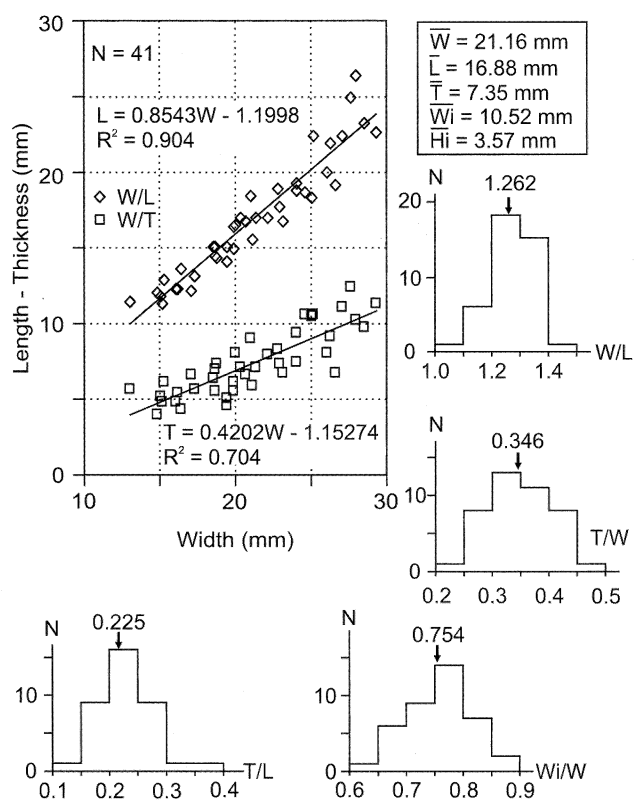 30
20
10
0
Length - Thickness (mm)
N = 41
L = 0.8543W - 1.1998
R² = 0.904
◇ W/L
□ W/T
T = 0.4202W - 1.15274
R² = 0.704
10 20 30
Width (mm)
W̅ = 21.16 mm
L̅ = 16.88 mm
T̅ = 7.35 mm
W̅i̅ = 10.52 mm
H̅i̅ = 3.57 mm
N
1.262
20
10
0
1.0 1.2 1.4 W/L
N
0.346
10
0
T/W
0.2 0.3 0.4 0.5
N
0.225
10
0
0.1 0.2 0.3 0.4 T/L
N
0.754
10
0
0.6 0.7 0.8 0.9 Wi/W